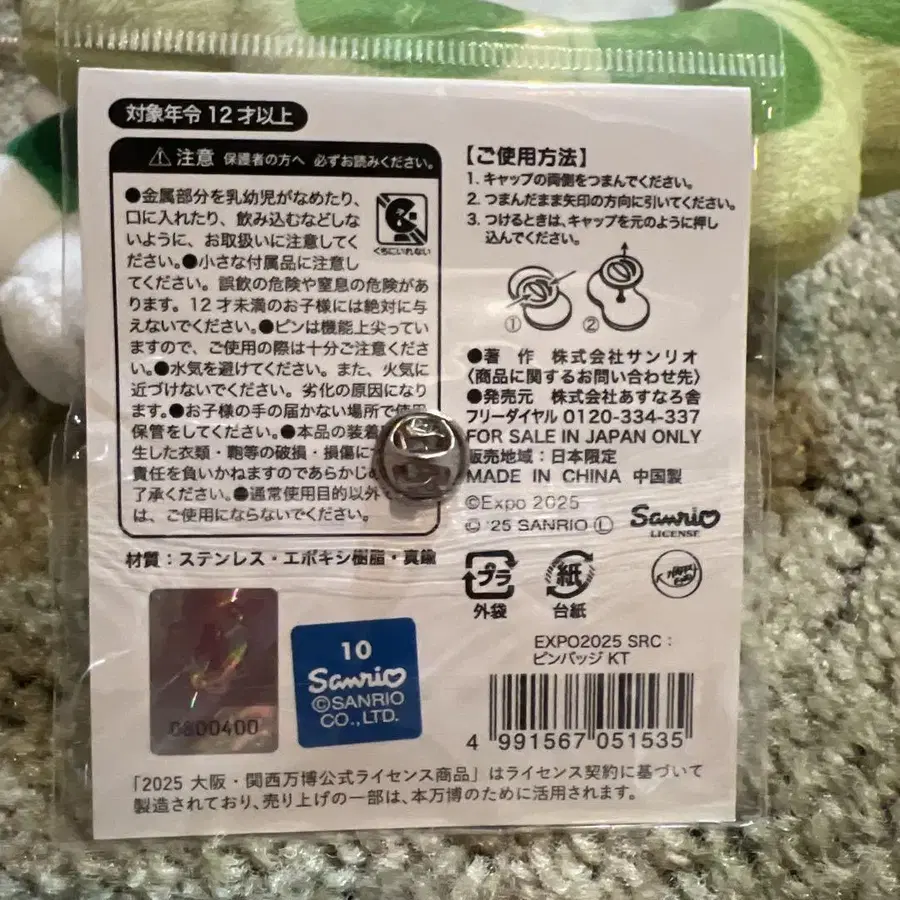 対象年令12才以上
⚠注意 保護者の方へ 必ずお読みください。
●金属部分を乳幼児がなめたり、
口に入れたり、飲み込むなどしな
いように、お取扱いに注意してく
ださい。●小さな付属品に注意し
てください。誤飲の危険や窒息の危険があ
ります。12才未満のお子様には絶対に与
えないでください。●ピンは機能上尖ってい
ますので、ご使用の際は十分ご注意くださ
い。●水気を避けてください。また、火気に
近づけないでください。劣化の原因になり
ます。●お子様の手の届かない場所で使用
保管をしてください。●本品の装着
生した衣類・鞄等の破損・損傷に
責任を負いかねますのであらかじめ
了承ください。●通常使用目的以外
は、ご使用にならないでください。
くちにいれない
材質：ステンレス・エポキシ樹脂・真鍮
【ご使用方法】
1. キャップの両側をつまんでください。
2. つまんだまま矢印の方向に引いてください。
3. つけるときは、キャップを元のように押し
込んでください。
① ②
●著 作 株式会社サンリオ
〈商品に関するお問い合わせ先〉
●発売元 株式会社あすなろ舎
フリーダイヤル 0120-334-337
FOR SALE IN JAPAN ONLY
販売地域：日本限定
MADE IN CHINA 中国製
©Expo 2025
© '25 SANRIO Ⓛ
Sanrio
LICENSE
プラ
外袋
紙
台紙
EXPO2025 SRC：
ピンバッジ KT
4 991567 051535
0800400
10
Sanrio
©SANRIO
CO.,LTD.
「2025 大阪・関西万博公式ライセンス商品」はライセンス契約に基づいて
製造されており、売り上げの一部は、本万博のために活用されます。